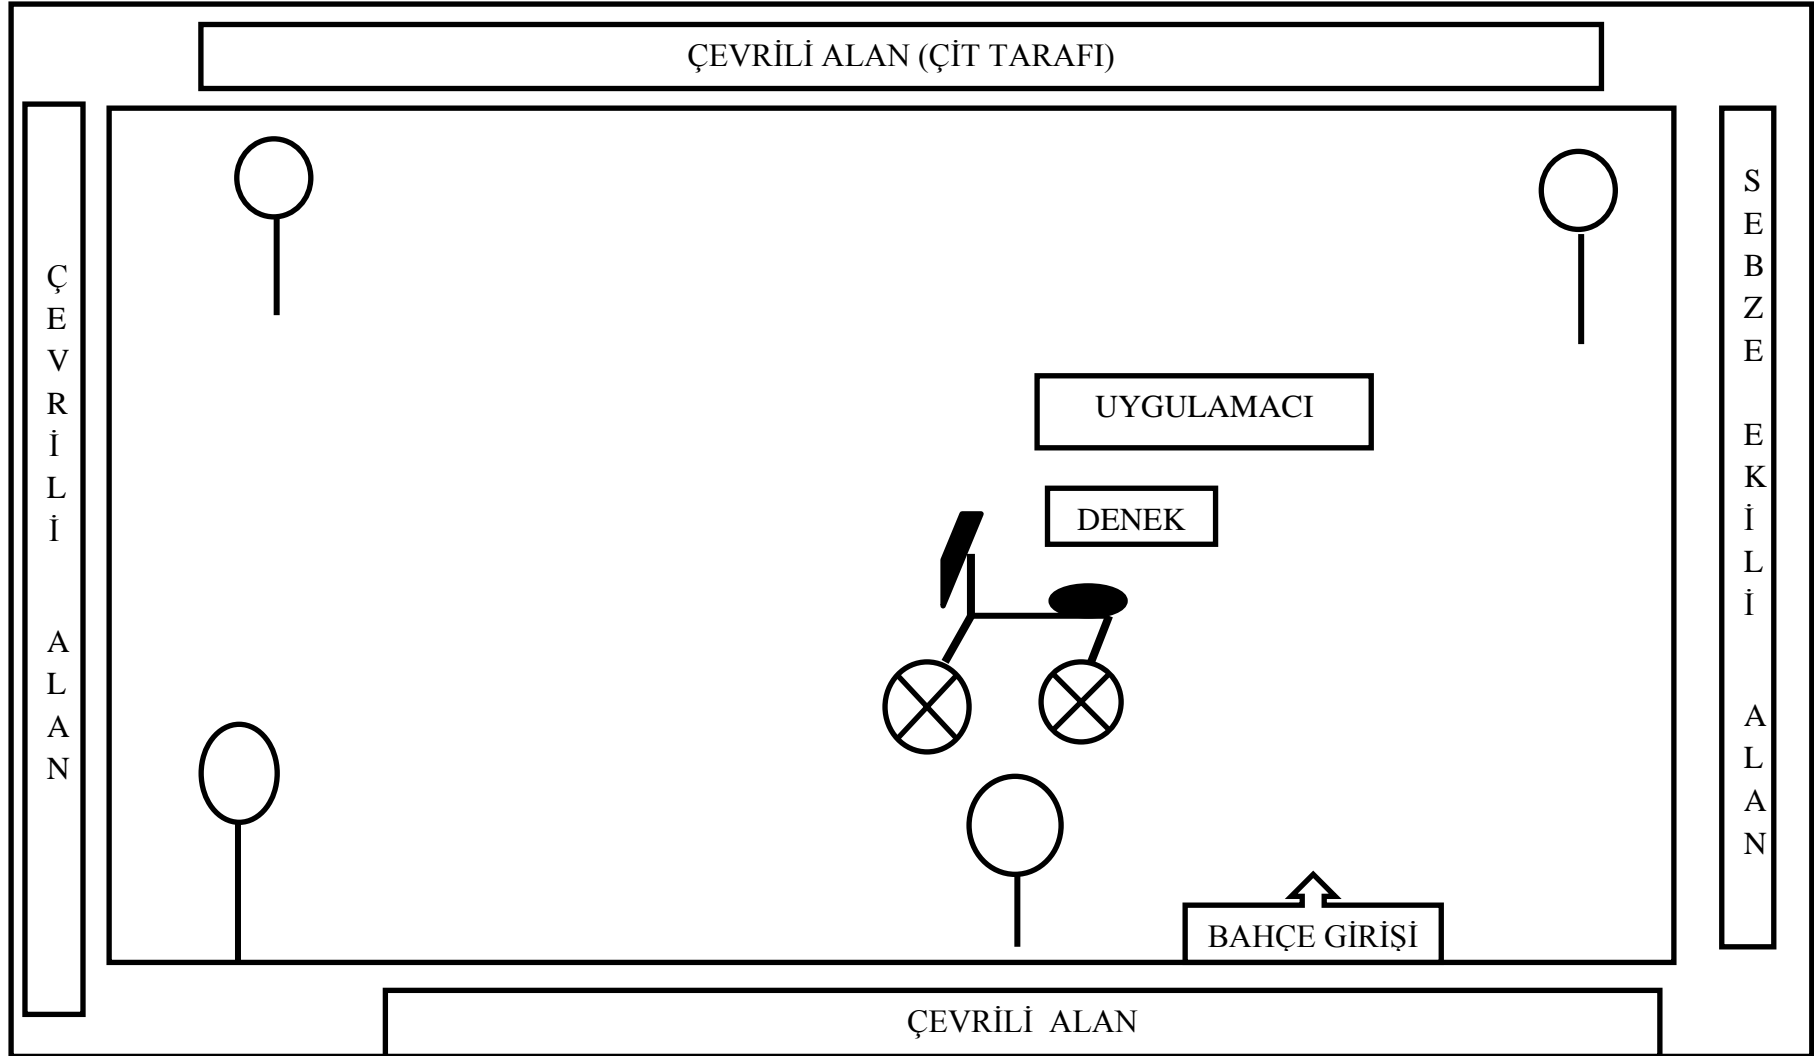 ÇEVRİLİ ALAN (ÇİT TARAFI)
ÇEVRİLİ ALAN
SEBZE EKİLİ ALAN
UYGULAMACI
DENEK
BAHÇE GİRİŞİ
ÇEVRİLİ ALAN